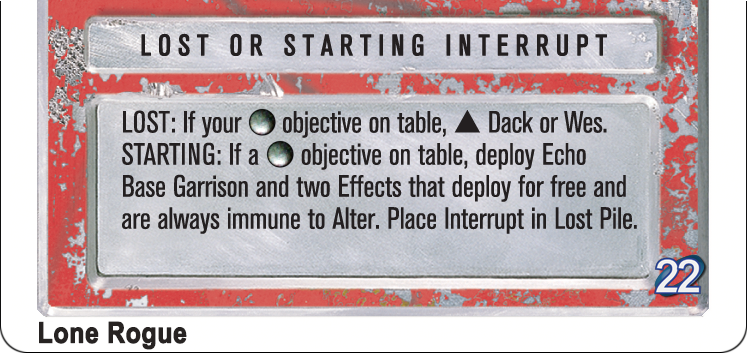 LOST OR STARTING INTERRUPT
LOST: If your objective on table, ▲ Dack or Wes.
STARTING: If a objective on table, deploy Echo
Base Garrison and two Effects that deploy for free and
are always immune to Alter. Place Interrupt in Lost Pile.
22
Lone Rogue